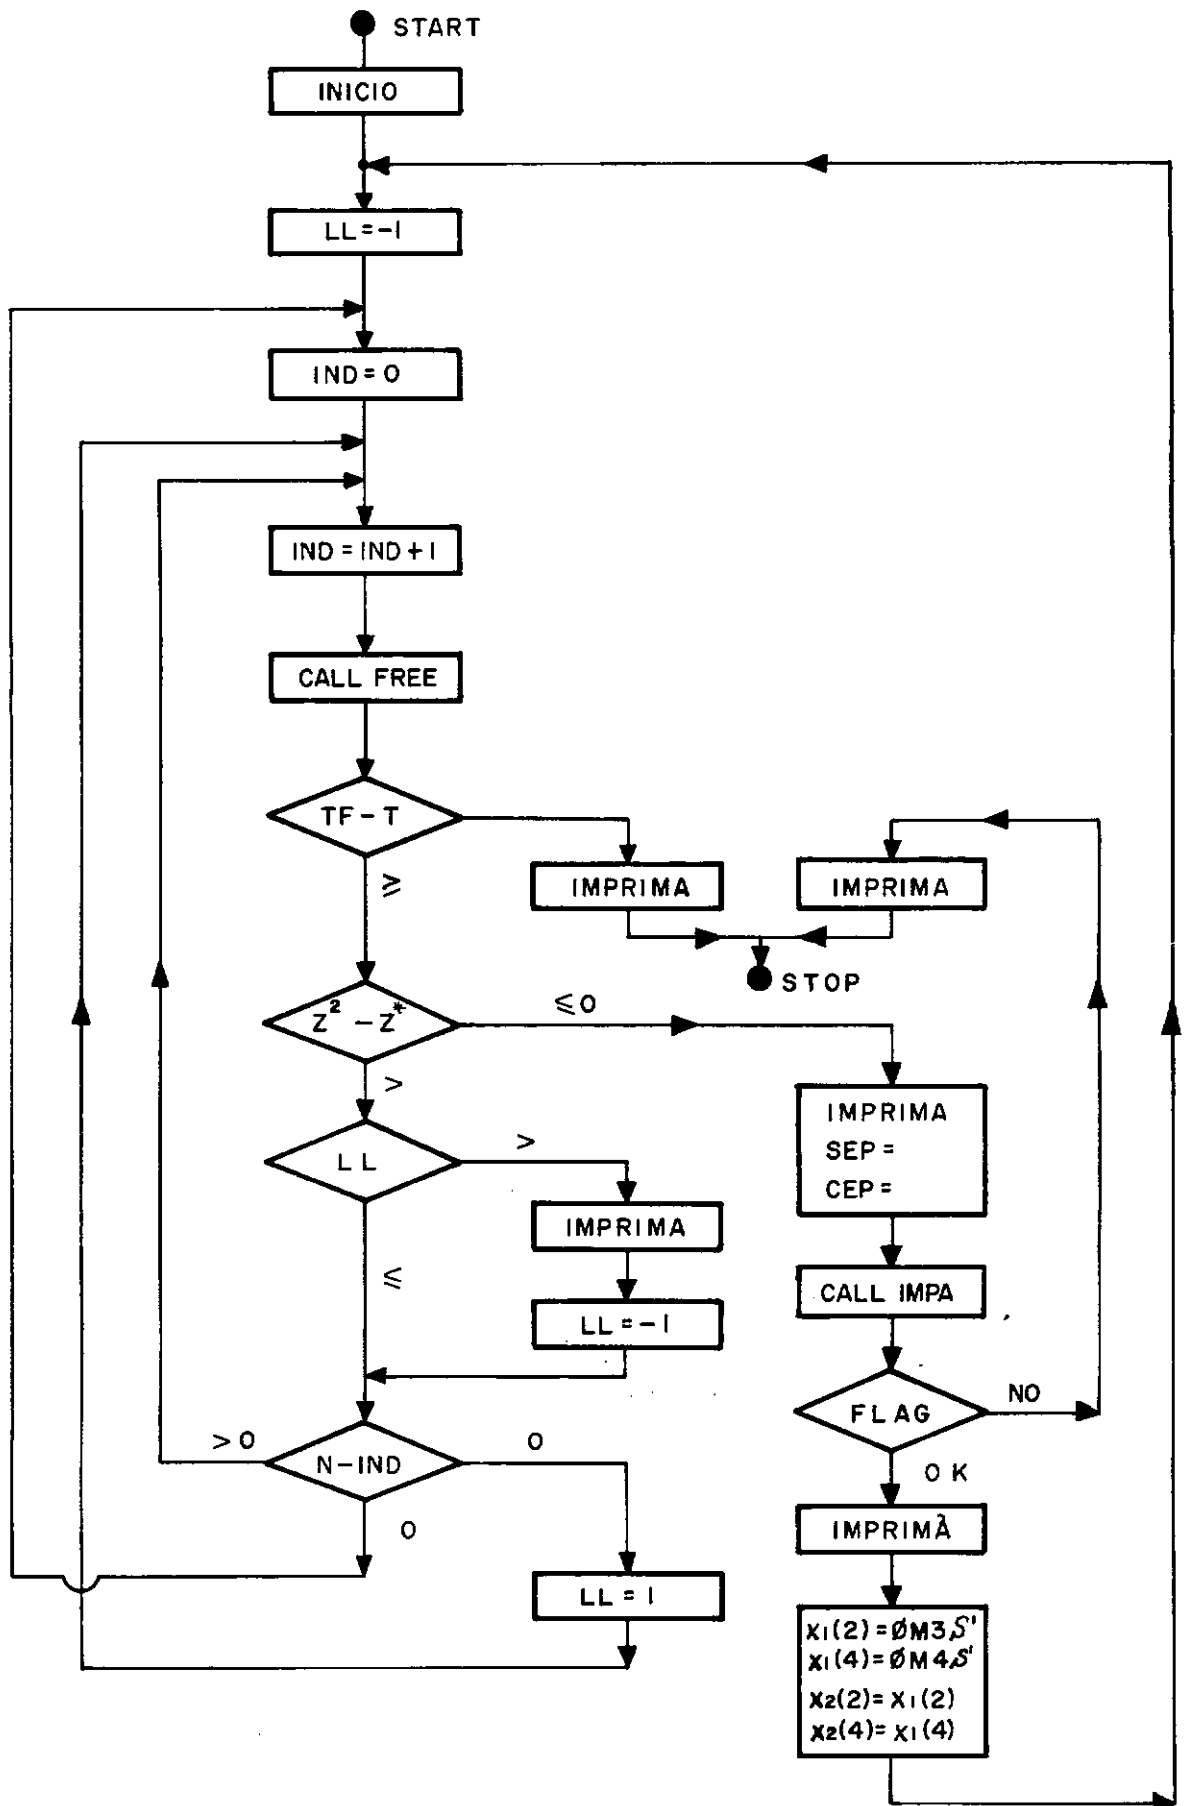 START
INICIO
LL=-1
IND=0
IND=IND+1
CALL FREE
TF-T
≥
IMPRIMA
IMPRIMA
STOP
Z² - Z*
≤0
>
IMPRIMA
SEP=
CEP=
LL
>
IMPRIMA
≤
LL=-1
CALL IMPA
FLAG
NO
OK
N-IND
>0
0
0
IMPRIMA
LL=1
X1(2)=ØM3S'
X1(4)=ØM4S'
X2(2)=X1(2)
X2(4)=X1(4)